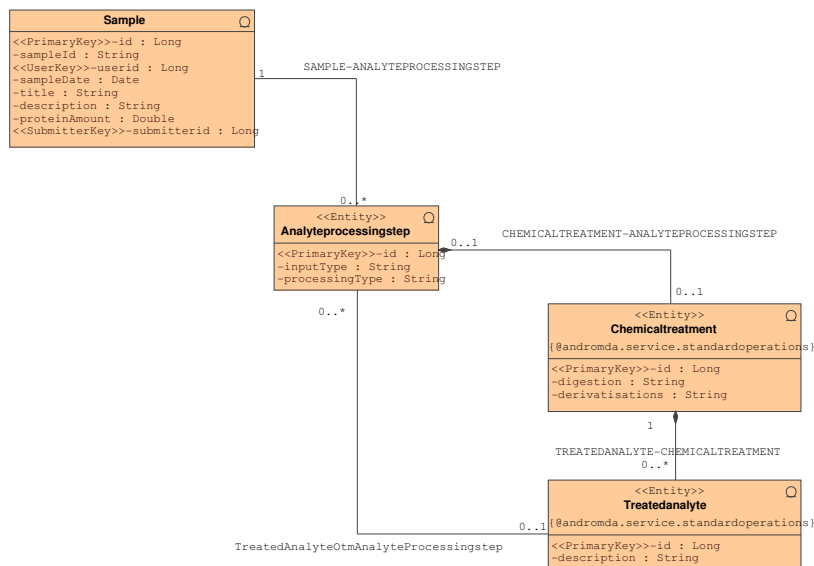 Sample
<<PrimaryKey>>-id : Long
-sampleId : String
<<UserKey>>-userid : Long
-sampleDate : Date
-title : String
-description : String
-proteinAmount : Double
<<SubmitterKey>>-submitterid : Long
1
SAMPLE-ANALYTEPROCESSINGSTEP
0..*
<<Entity>>
Analyteprocessingstep
<<PrimaryKey>>-id : Long
-inputType : String
-processingType : String
0..1
CHEMICALTREATMENT-ANALYTEPROCESSINGSTEP
0..1
0..*
<<Entity>>
Chemicaltreatment
{@andromda.service.standardoperations}
<<PrimaryKey>>-id : Long
-digestion : String
-derivatisations : String
1
TREATEDANALYTE-CHEMICALTREATMENT
0..*
<<Entity>>
Treatedanalyte
{@andromda.service.standardoperations}
0..1
TreatedAnalyteOtmAnalyteProcessingstep
<<PrimaryKey>>-id : Long
-description : String